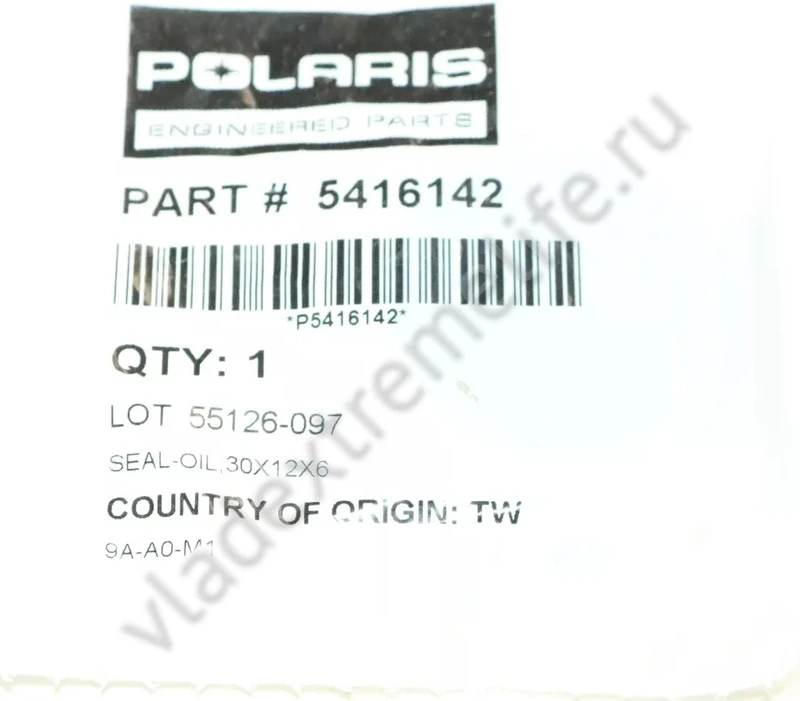 POLARIS
ENGINEERED PARTS
PART # 5416142
*P5416142*
QTY: 1
LOT 55126-097
SEAL-OIL,30X12X6
COUNTRY OF ORIGIN: TW
9A-A0-M1
vladextremelife.ru